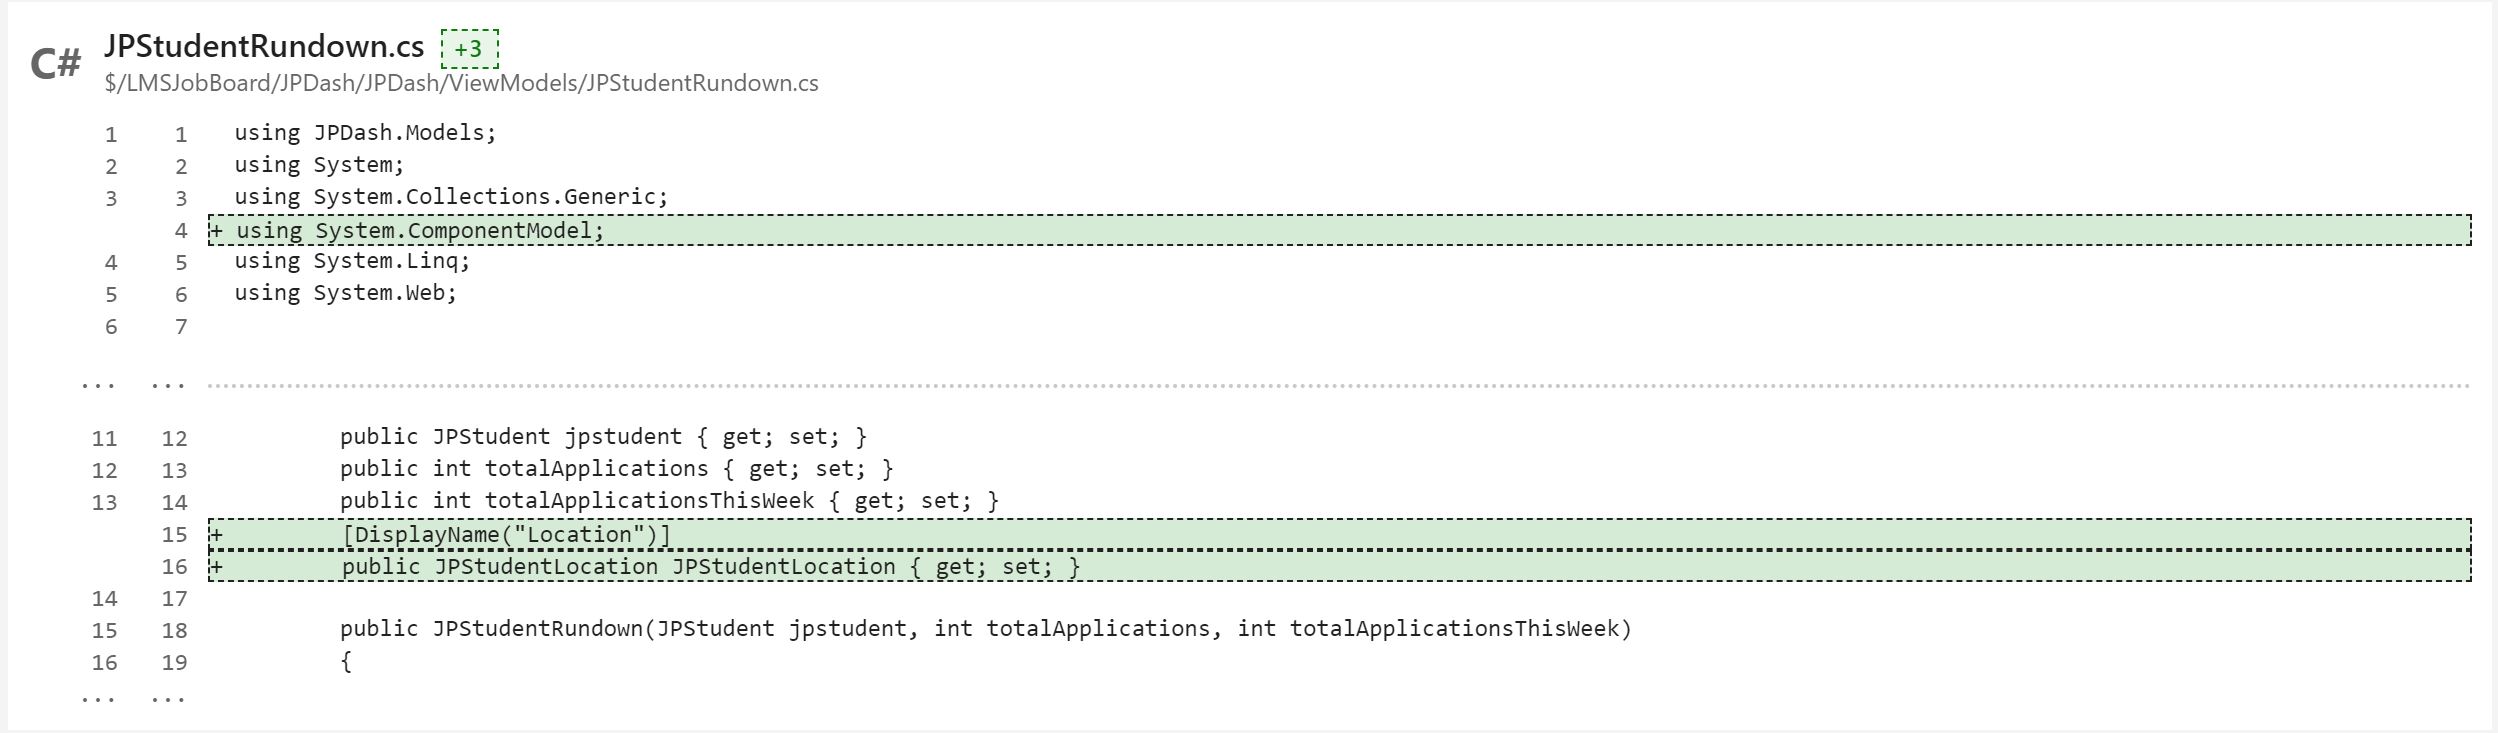 C#
JPStudentRundown.cs +3
$/LMSJobBoard/JPDash/JPDash/ViewModels/JPStudentRundown.cs
1 1 using JPDash.Models;
2 2 using System;
3 3 using System.Collections.Generic;
4 + using System.ComponentModel;
4 5 using System.Linq;
5 6 using System.Web;
6 7
... ...
11 12 public JPStudent jpstudent { get; set; }
12 13 public int totalApplications { get; set; }
13 14 public int totalApplicationsThisWeek { get; set; }
15 + [DisplayName("Location")]
16 + public JPStudentLocation JPStudentLocation { get; set; }
14 17
15 18 public JPStudentRundown(JPStudent jpstudent, int totalApplications, int totalApplicationsThisWeek)
16 19 {
... ...